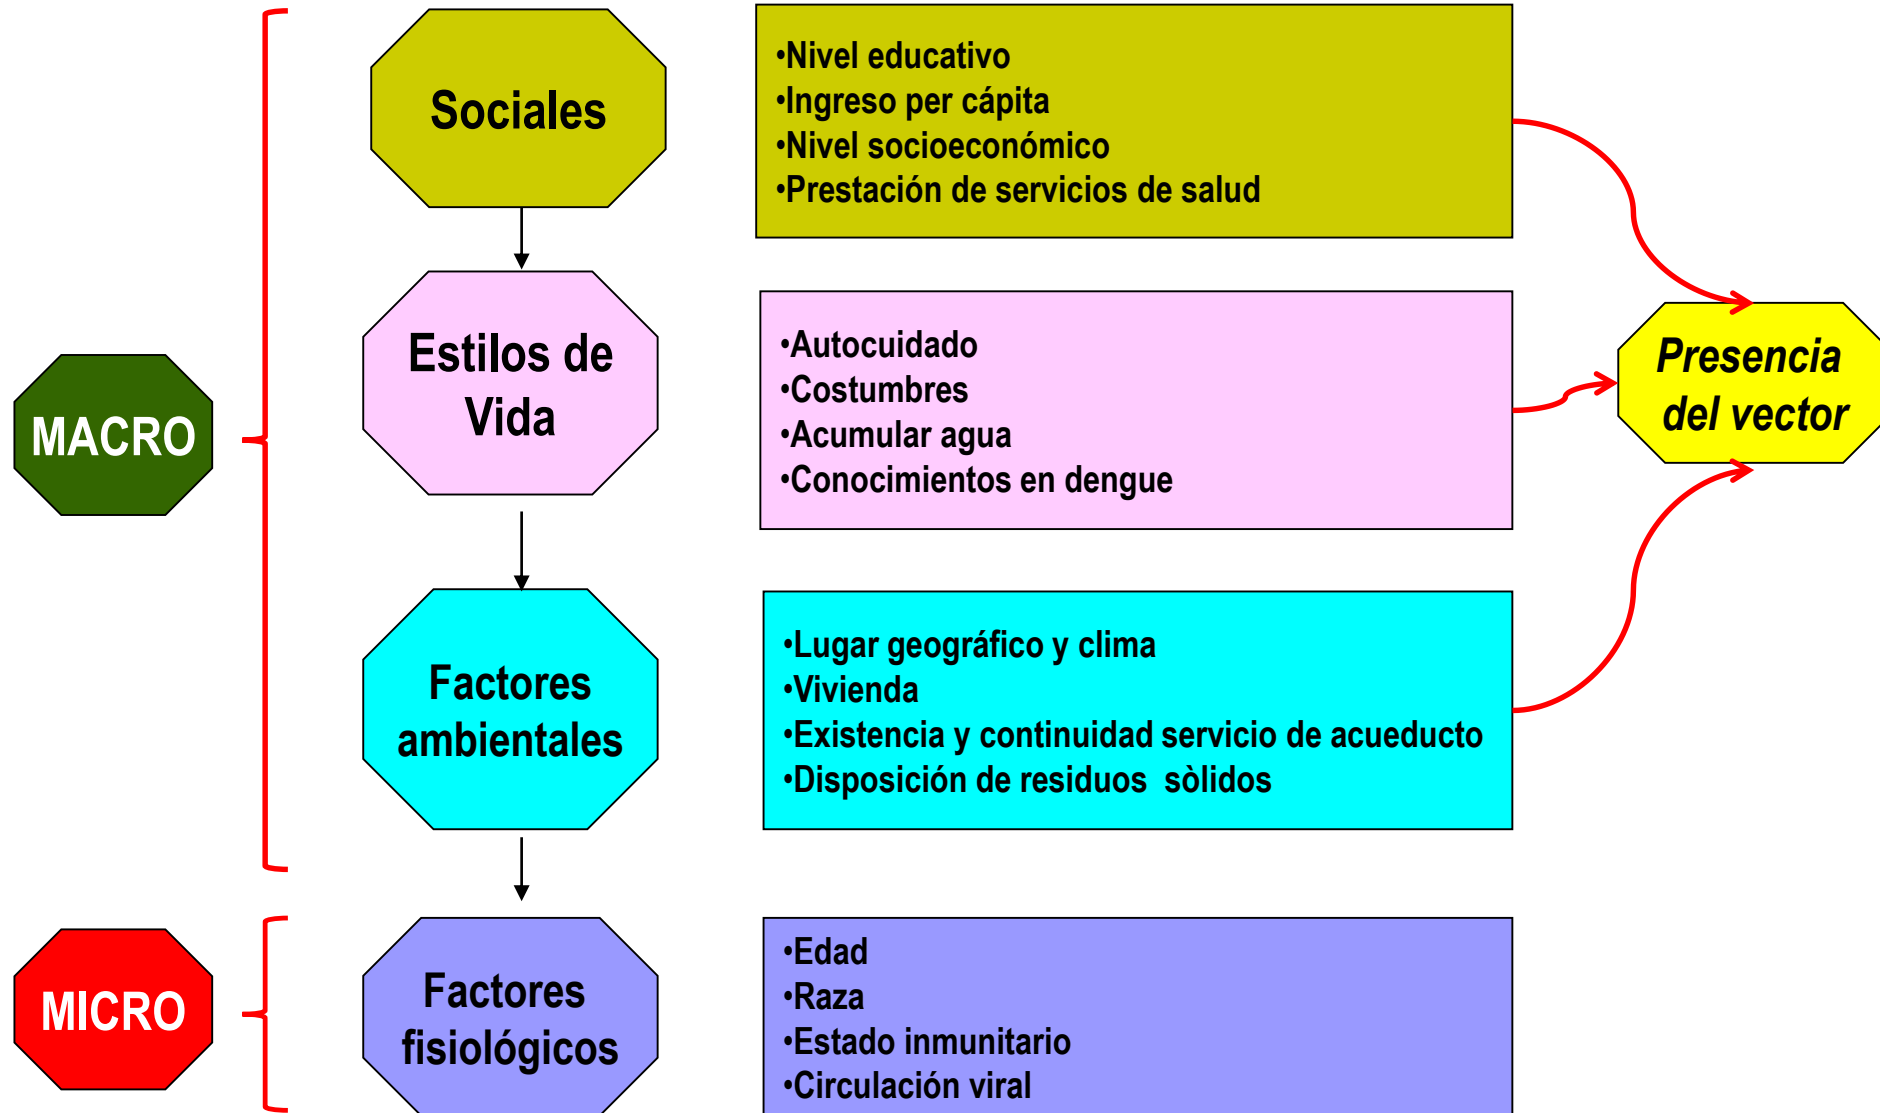 Sociales
•Nivel educativo
•Ingreso per cápita
•Nivel socioeconómico
•Prestación de servicios de salud
MACRO
Estilos de
Vida
•Autocuidado
•Costumbres
•Acumular agua
•Conocimientos en dengue
Presencia
del vector
Factores
ambientales
•Lugar geográfico y clima
•Vivienda
•Existencia y continuidad servicio de acueducto
•Disposición de residuos  sòlidos
MICRO
Factores
fisiológicos
•Edad
•Raza
•Estado inmunitario
•Circulación viral